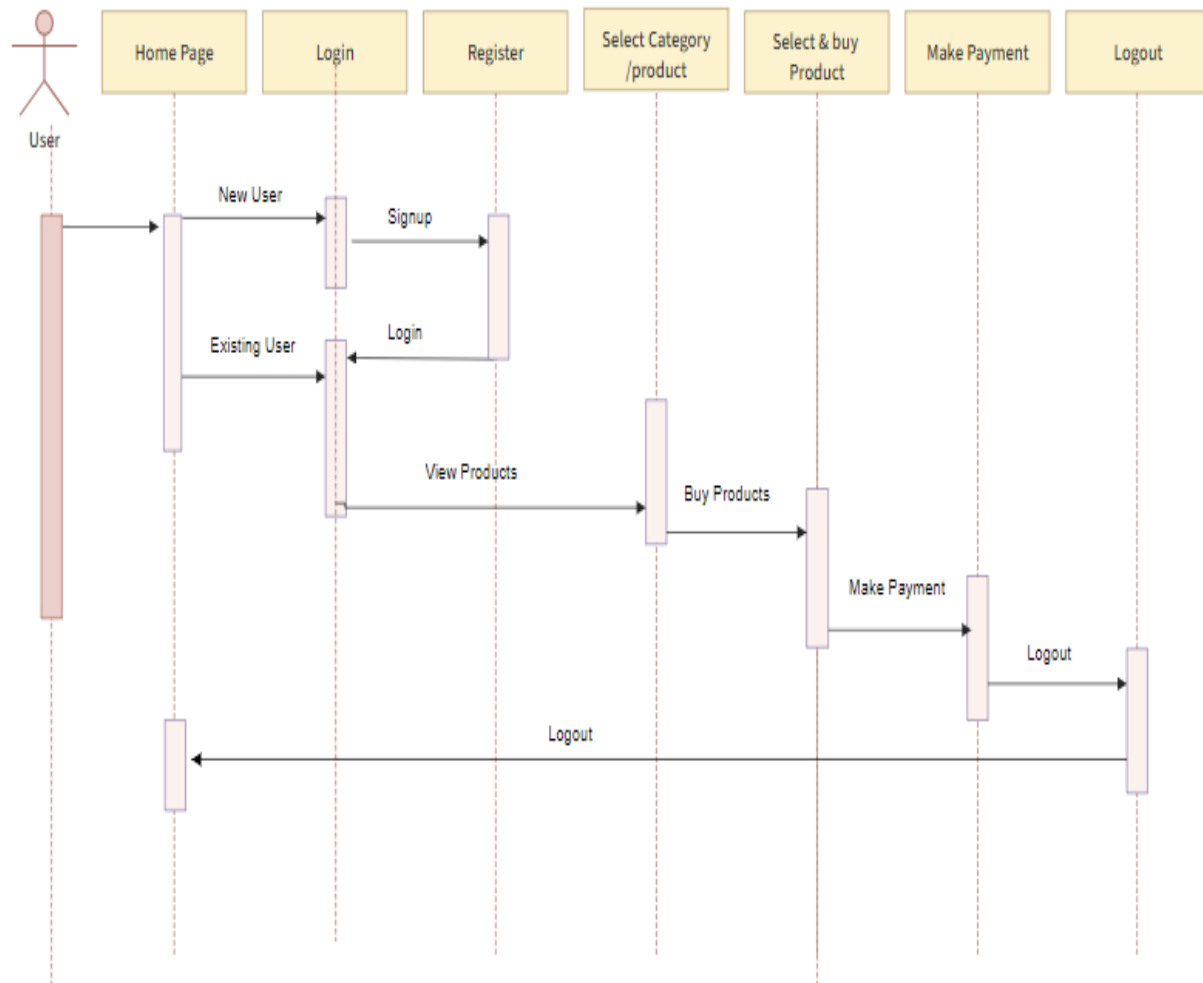 Home Page
Login
Register
Select Category
/product
Select & buy
Product
Make Payment
Logout
User
New User
Signup
Login
Existing User
View Products
Buy Products
Make Payment
Logout
Logout